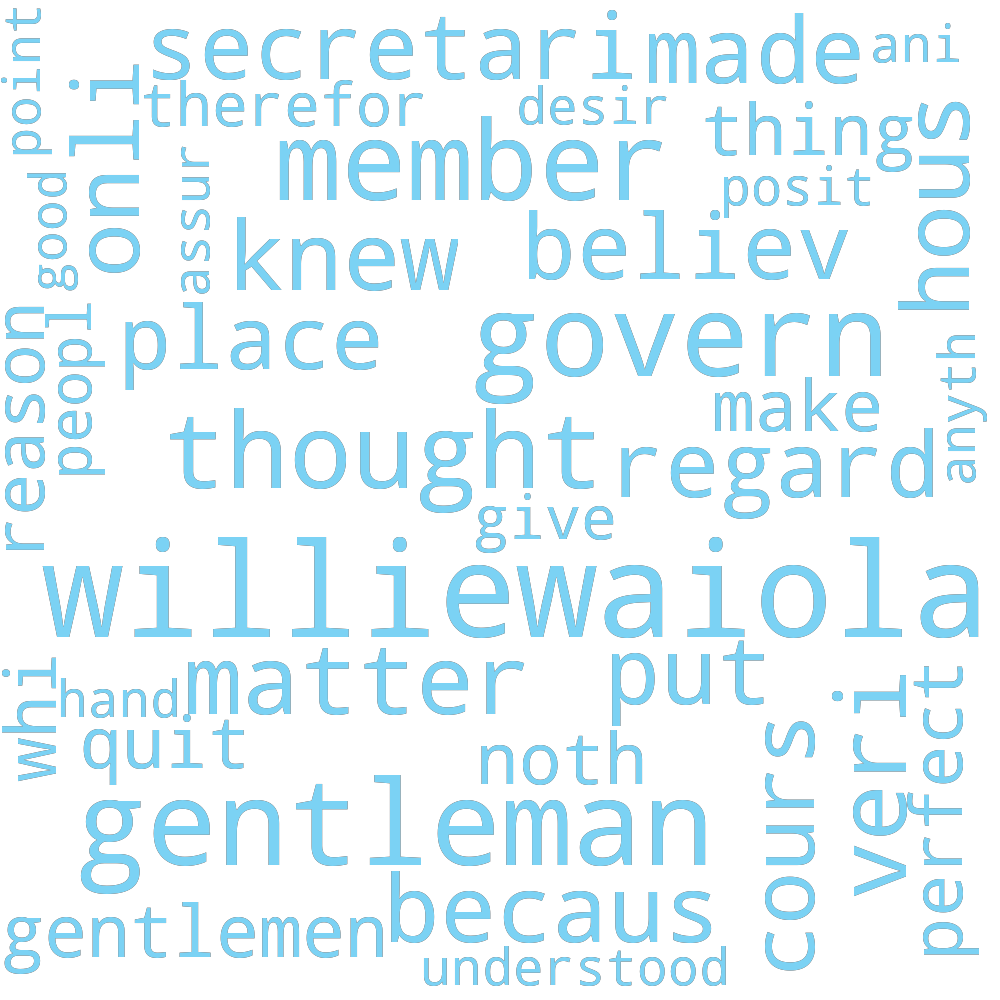 secretari
made
ani
point
onli
therefor
desir
thing
hous
member
posit
good
assur
knew
believ
reason
peopl
place
govern
anyth
make
thought
regard
give
williewaiola
whi
hand
matter
put
quit
noth
cours
veri
perfect
gentleman
gentlemen
becaus
understood